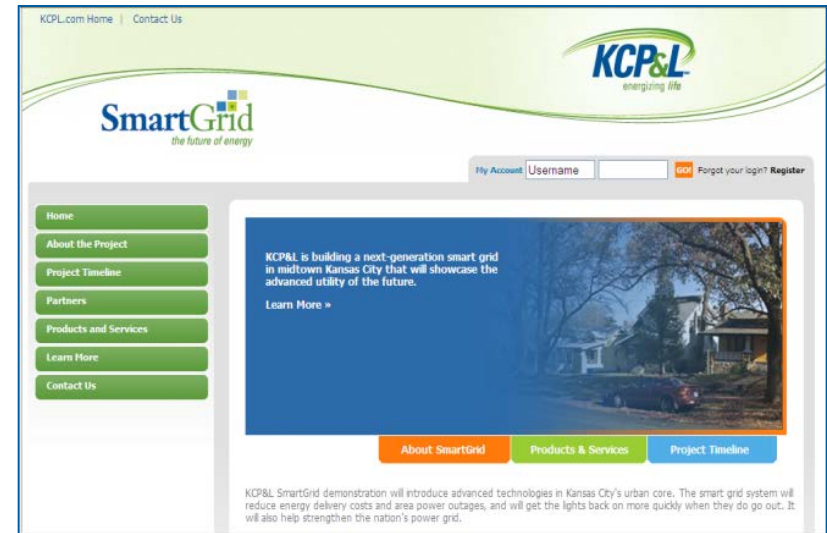 KCPL.com Home | Contact Us
KCP&L
energizing life
SmartGrid
the future of energy
My Account Username GO! Forgot your login? Register
Home
About the Project
Project Timeline
Partners
Products and Services
Learn More
Contact Us
KCP&L is building a next-generation smart grid
in midtown Kansas City that will showcase the
advanced utility of the future.
Learn More »
About SmartGrid Products & Services Project Timeline
KCP&L SmartGrid demonstration will introduce advanced technologies in Kansas City's urban core. The smart grid system will
reduce energy delivery costs and area power outages, and will get the lights back on more quickly when they do go out. It
will also help strengthen the nation's power grid.